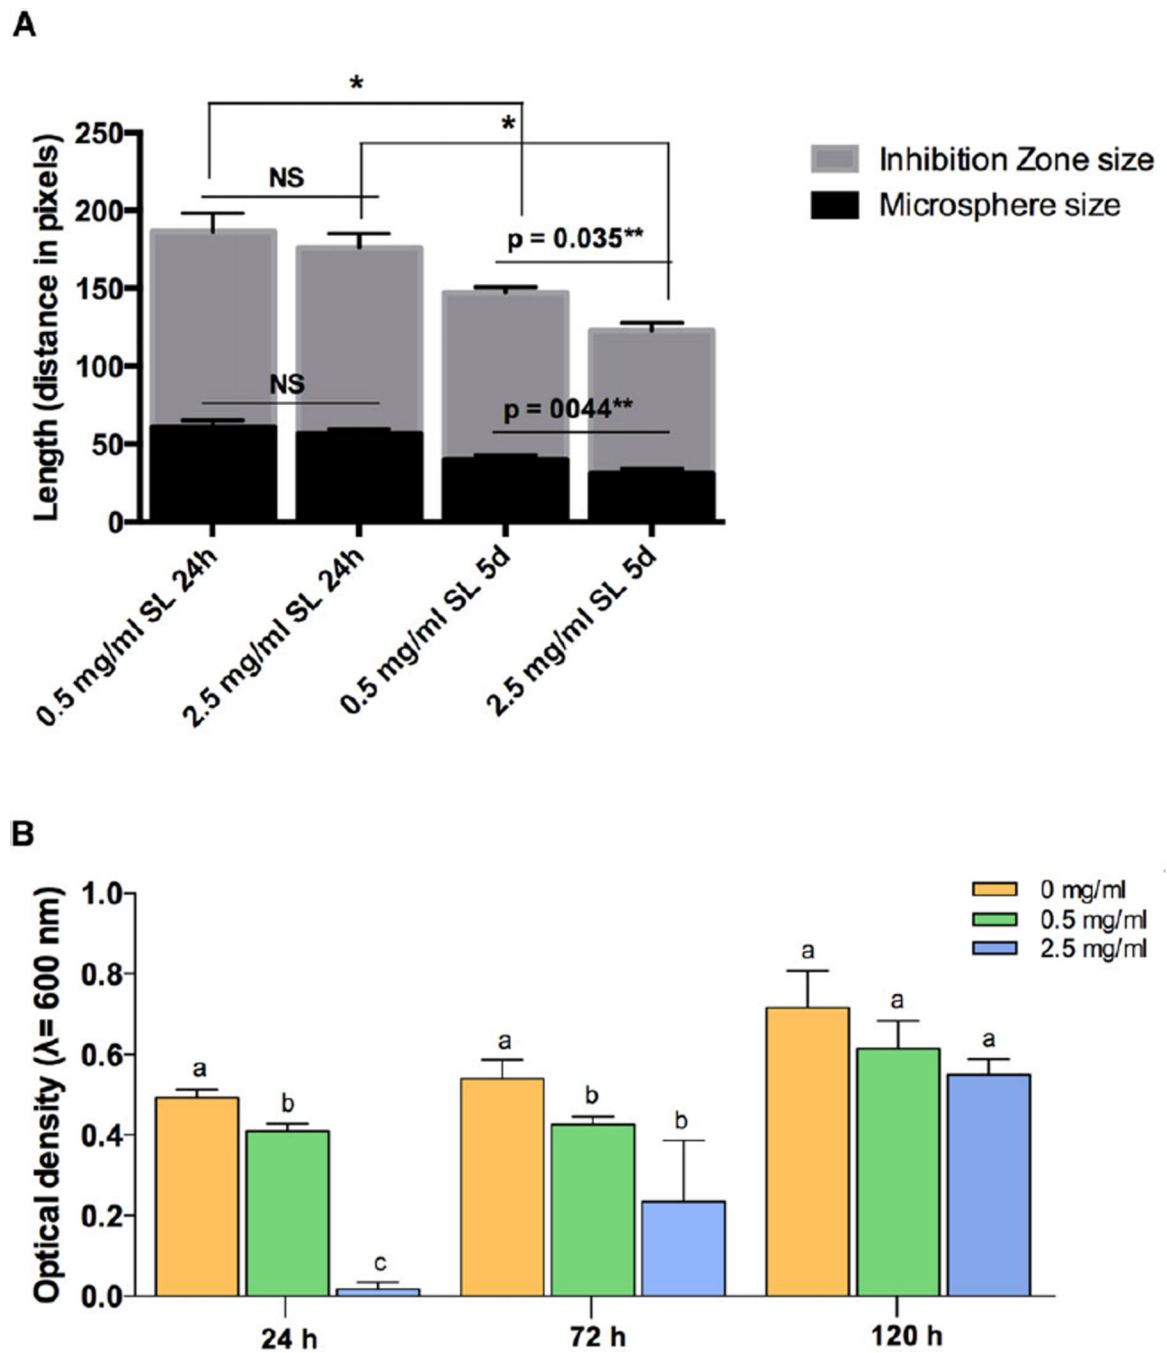 A
*
*
250
Inhibition Zone size
NS
Microsphere size
200
p = 0.035**
150
100
NS
p = 0044**
50
0
Length (distance in pixels)
0.5 mg/ml SL 24h
2.5 mg/ml SL 24h
0.5 mg/ml SL 5d
2.5 mg/ml SL 5d
B
1.0
0 mg/ml
0.5 mg/ml
2.5 mg/ml
a
0.8
a
a
a
0.6
a
b
b
b
0.4
0.2
c
0.0
Optical density (λ= 600 nm)
24 h
72 h
120 h